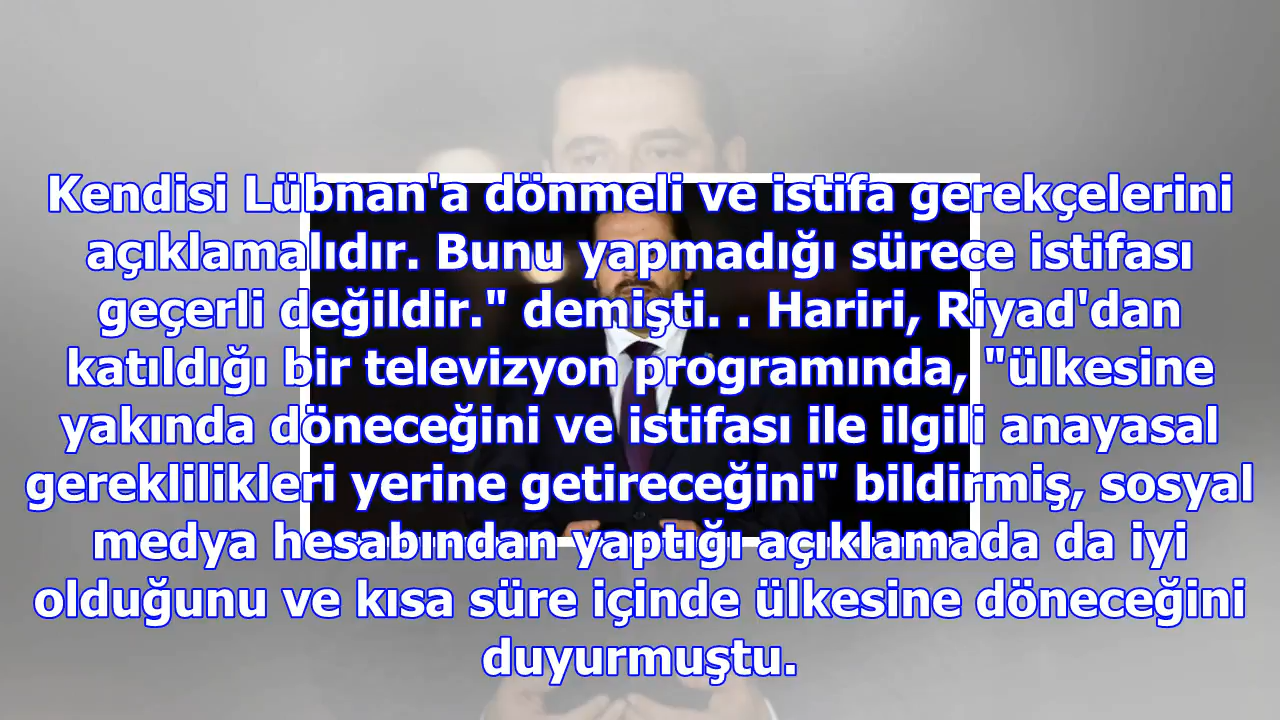 Kendisi Lübnan'a dönmeli ve istifa gerekçelerini
açıklamalıdır. Bunu yapmadığı sürece istifası
geçerli değildir." demişti. . Hariri, Riyad'dan
katıldığı bir televizyon programında, "ülkesine
yakında döneceğini ve istifası ile ilgili anayasal
gereklilikleri yerine getireceğini" bildirmiş, sosyal
medya hesabından yaptığı açıklamada da iyi
olduğunu ve kısa süre içinde ülkesine döneceğini
duyurmuştu.